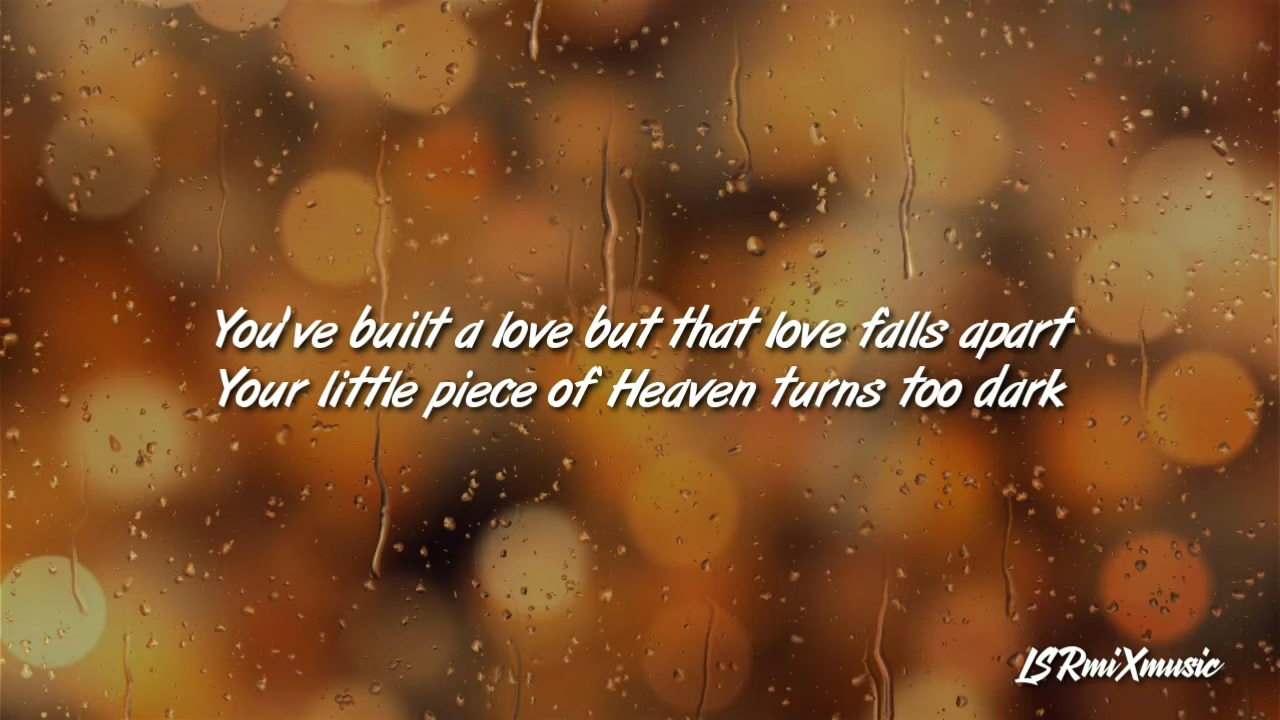 You've built a love but that love falls apart
Your little piece of Heaven turns too dark
LSRmiXmusic